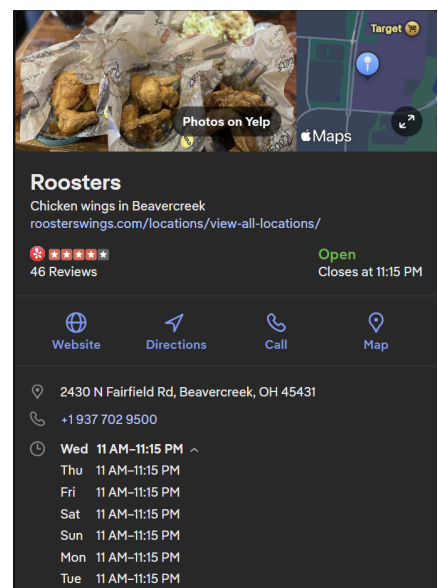 Target
Photos on Yelp
Maps
Roosters
Chicken wings in Beavercreek
roosterswings.com/locations/view-all-locations/
Open
46 Reviews
Closes at 11:15 PM
Website
Directions
Call
Map
2430 N Fairfield Rd, Beavercreek, OH 45431
+1 937 702 9500
Wed 11 AM–11:15 PM
Thu 11 AM–11:15 PM
Fri 11 AM–11:15 PM
Sat 11 AM–11:15 PM
Sun 11 AM–11:15 PM
Mon 11 AM–11:15 PM
Tue 11 AM–11:15 PM